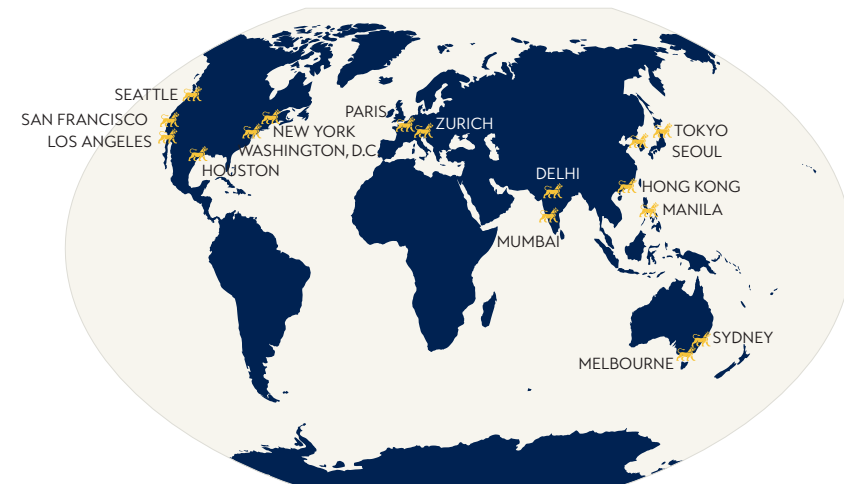 SEATTLE
SAN FRANCISCO
LOS ANGELES
NEW YORK
WASHINGTON, D.C.
HOUSTON
PARIS
ZURICH
DELHI
MUMBAI
TOKYO
SEOUL
HONG KONG
MANILA
SYDNEY
MELBOURNE